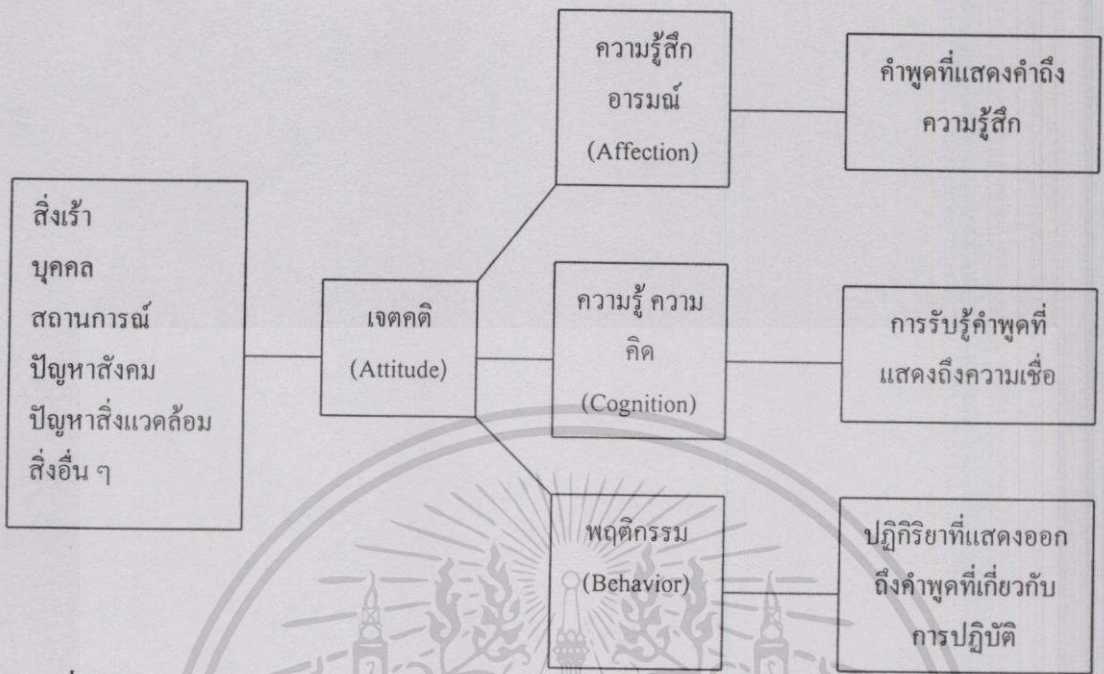 สิ่งเร้า
บุคคล
สถานการณ์
ปัญหาสังคม
ปัญหาสิ่งแวดล้อม
สิ่งอื่น ๆ
เจตคติ
(Attitude)
ความรู้สึก
อารมณ์
(Affection)
คำพูดที่แสดงคำถึง
ความรู้สึก
ความรู้ ความ
คิด
(Cognition)
การรับรู้คำพูดที่
แสดงถึงความเชื่อ
พฤติกรรม
(Behavior)
ปฏิกิริยาที่แสดงออก
ถึงคำพูดที่เกี่ยวกับ
การปฏิบัติ